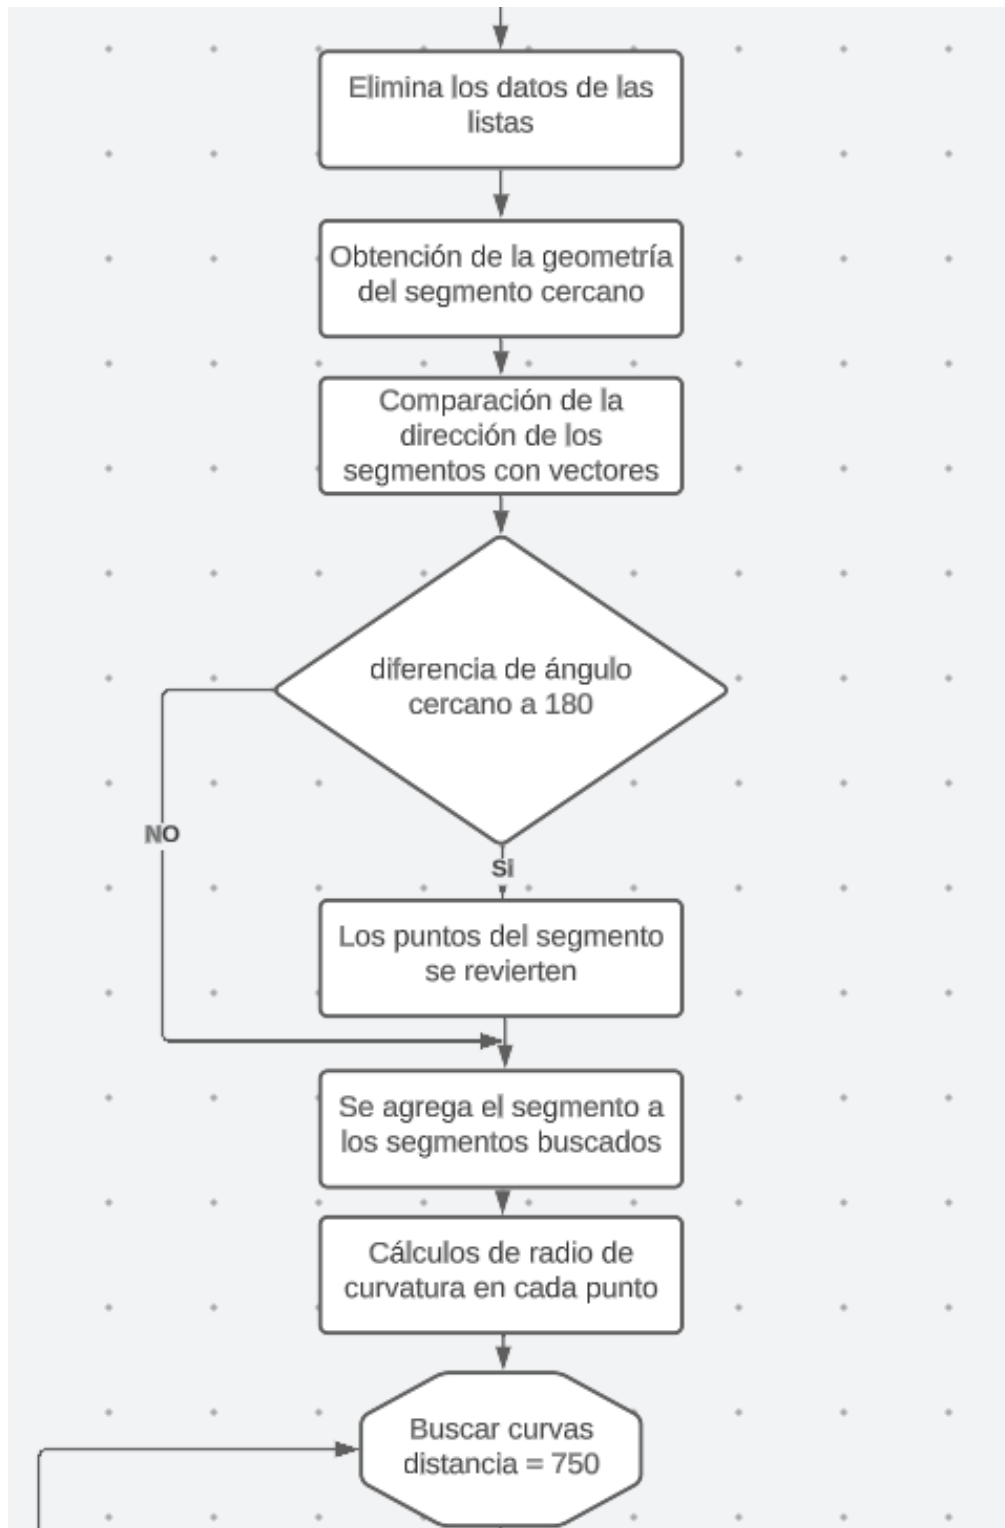 Elimina los datos de las
listas
Obtención de la geometría
del segmento cercano
Comparación de la
dirección de los
segmentos con vectores
diferencia de ángulo
cercano a 180
NO
Si
Los puntos del segmento
se revierten
Se agrega el segmento a
los segmentos buscados
Cálculos de radio de
curvatura en cada punto
Buscar curvas
distancia = 750